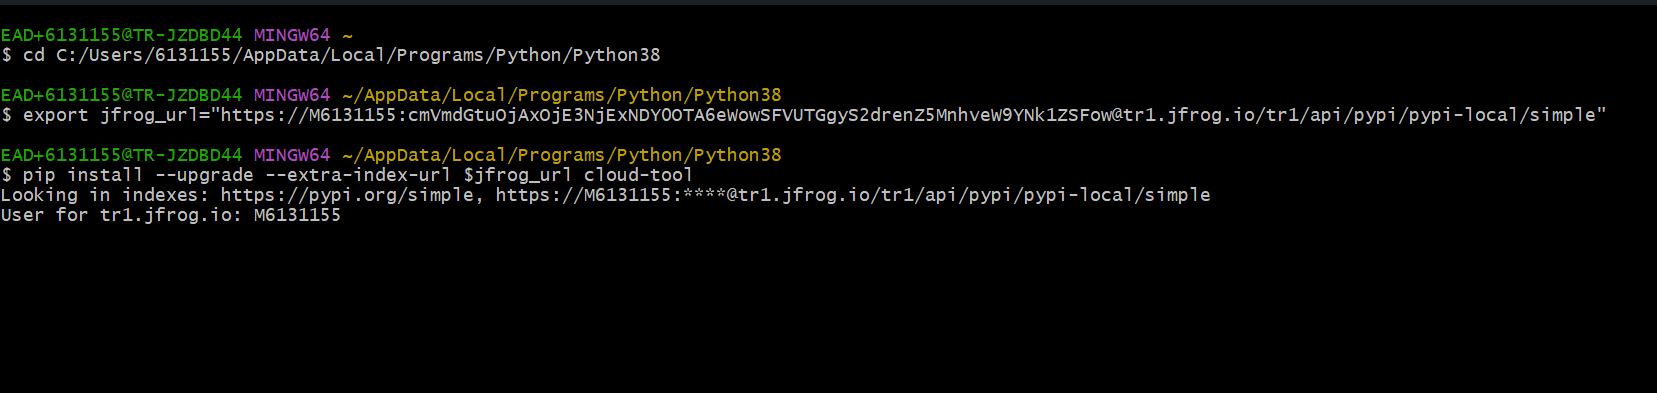 EAD+6131155@TR-JZDBD44 MINGW64 ~
$ cd C:/Users/6131155/AppData/Local/Programs/Python/Python38
EAD+6131155@TR-JZDBD44 MINGW64 ~/AppData/Local/Programs/Python/Python38
$ export jfrog_url="https://M6131155:cmVmdGtuOjAxOjE3NjExNDY0OTA6eWowSFVUTGgyS2drenZ5MnhveW9YNk1ZSFow@tr1.jfrog.io/tr1/api/pypi/pypi-local/simple"
EAD+6131155@TR-JZDBD44 MINGW64 ~/AppData/Local/Programs/Python/Python38
$ pip install --upgrade --extra-index-url $jfrog_url cloud-tool
Looking in indexes: https://pypi.org/simple, https://M6131155:****@tr1.jfrog.io/tr1/api/pypi/pypi-local/simple
User for tr1.jfrog.io: M6131155